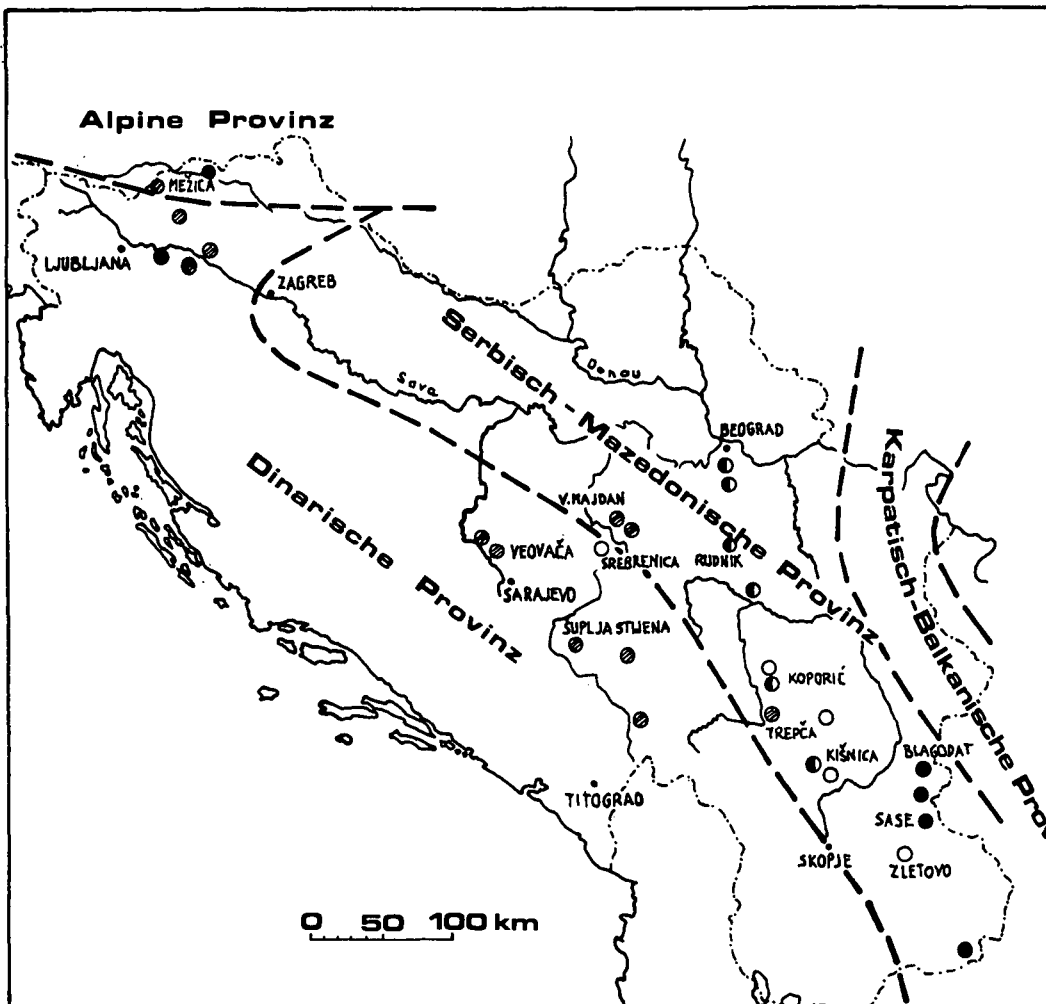 Alpine Provinz
MEŽICA
LJUBLJANA
ZAGREB
Serbisch - Mazedonische Provinz
Donau
Sava
BEOGRAD
Karpatisch-Balkanische Prov
Dinarische Provinz
V. MAJDAN
VEOVAČA
SREBRENICA
RUDNIK
SARAJEVO
ŠUPLJA STIJENA
KOPORIĆ
TREPČA
KIŠNICA
BLAGODAT
TITOGRAD
SASE
SKOPJE
ZLETOVO
0 50 100 km